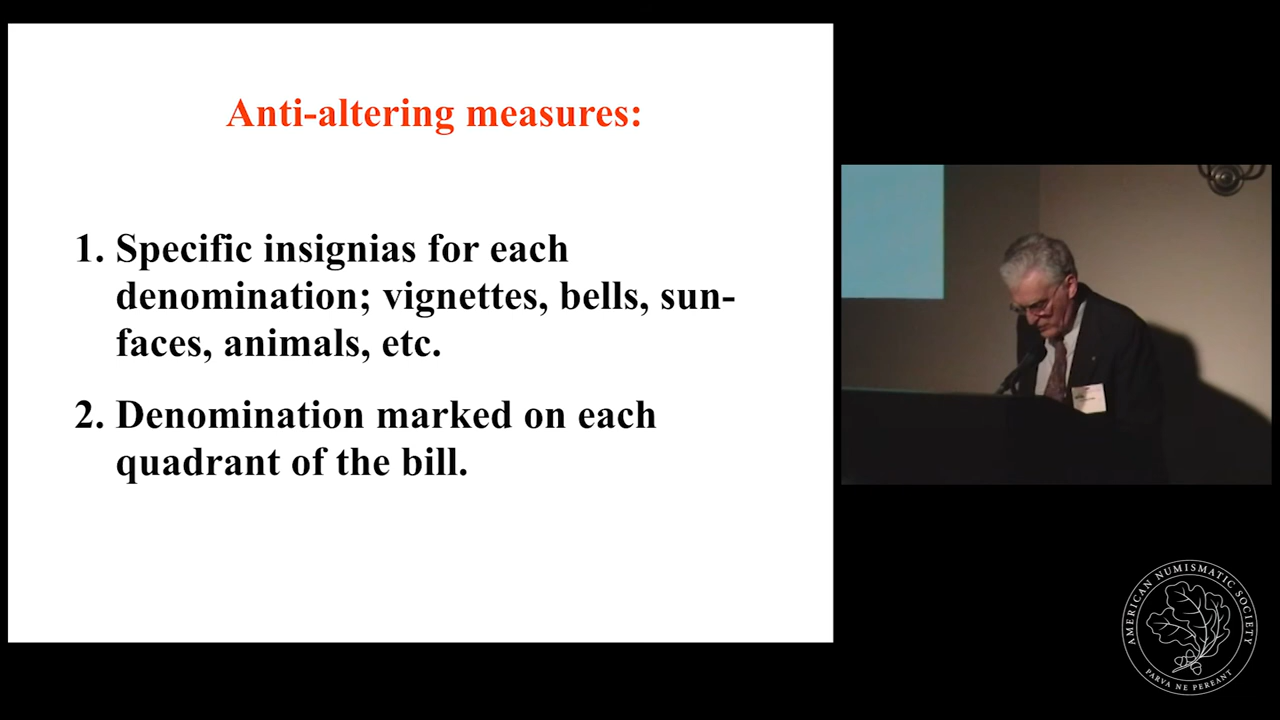 Anti-altering measures:
1. Specific insignias for each
denomination; vignettes, bells, sun-
faces, animals, etc.
2. Denomination marked on each
quadrant of the bill.
AMERICAN NUMISMATIC SOCIETY
PARVA NE PEREANT